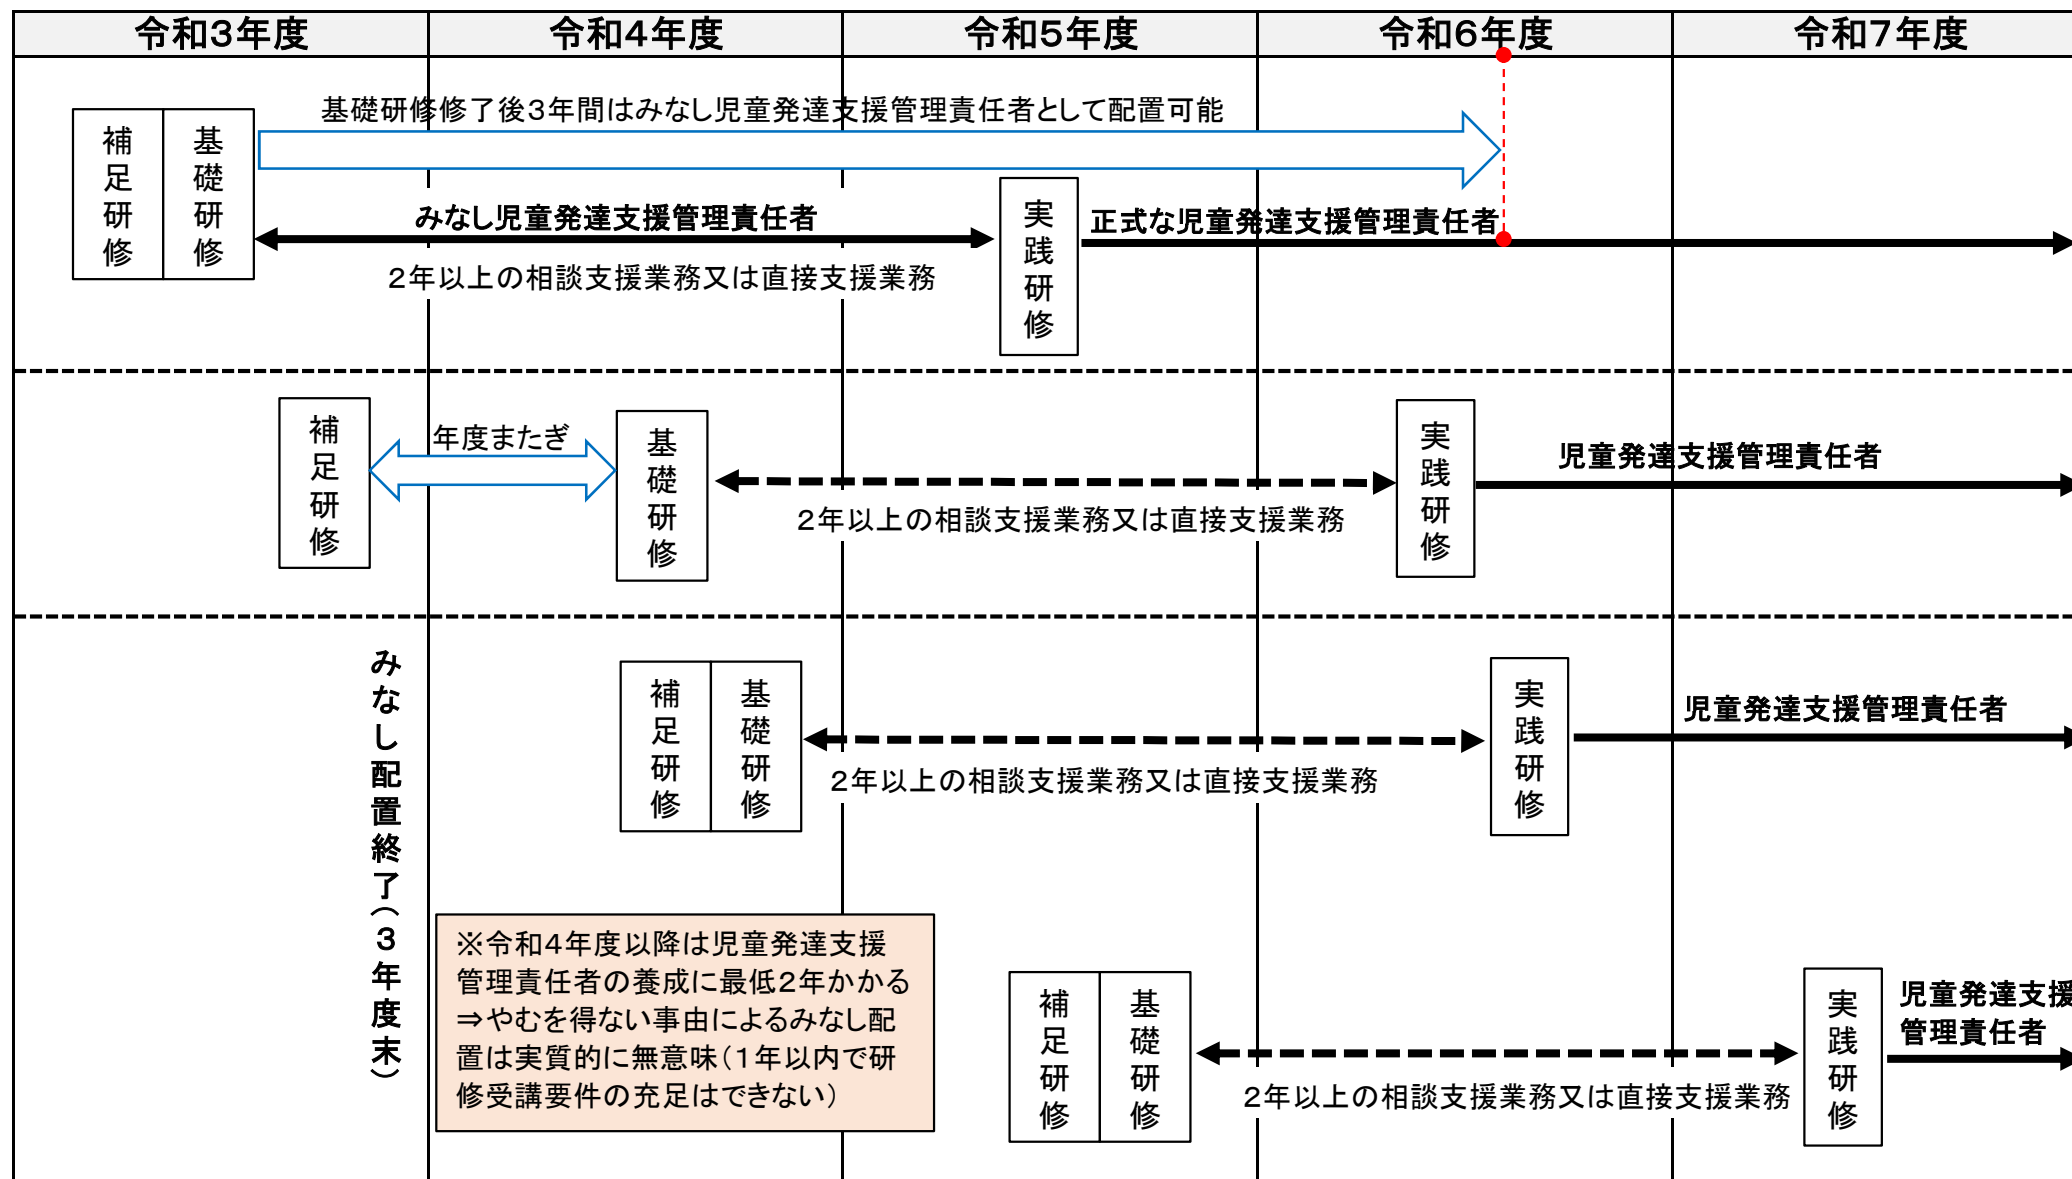 令和3年度
令和4年度
令和5年度
令和6年度
令和7年度
基礎研修修了後3年間はみなし児童発達支援管理責任者として配置可能
補足研修
基礎研修
みなし児童発達支援管理責任者
2年以上の相談支援業務又は直接支援業務
実践研修
正式な児童発達支援管理責任者
補足研修
年度またぎ
基礎研修
2年以上の相談支援業務又は直接支援業務
実践研修
児童発達支援管理責任者
みなし配置終了(3年度末)
補足研修
基礎研修
2年以上の相談支援業務又は直接支援業務
実践研修
児童発達支援管理責任者
※令和4年度以降は児童発達支援
管理責任者の養成に最低2年かかる
⇒やむを得ない事由によるみなし配
置は実質的に無意味(1年以内で研
修受講要件の充足はできない)
補足研修
基礎研修
2年以上の相談支援業務又は直接支援業務
実践研修
児童発達支援
管理責任者